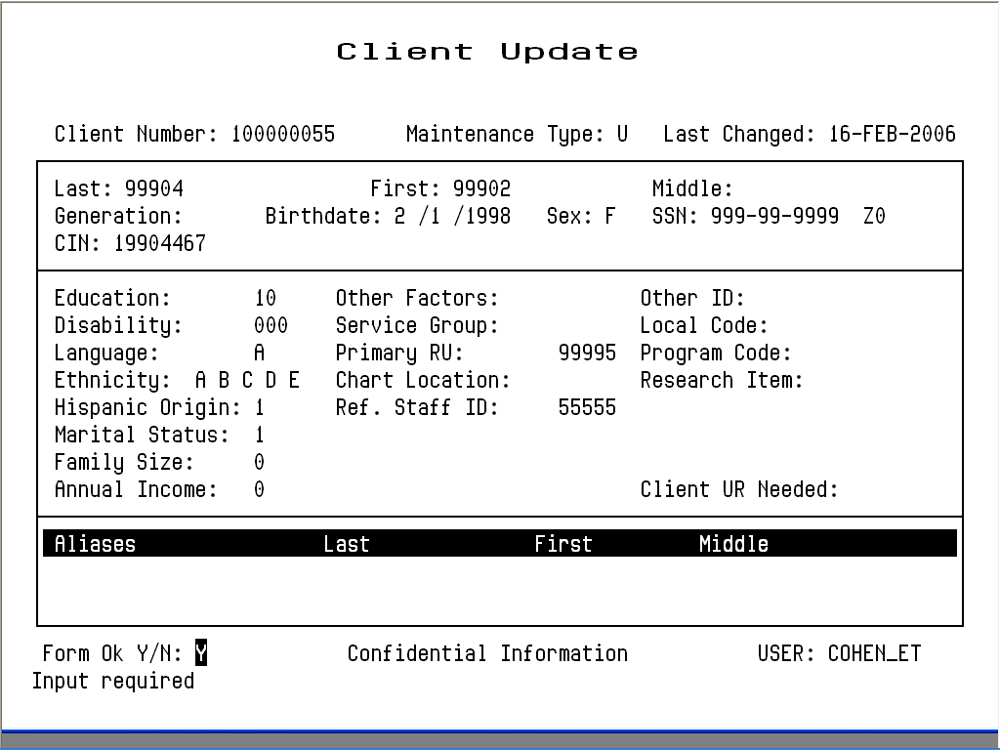 Client Update
Client Number: 100000055 Maintenance Type: U Last Changed: 16-FEB-2006
Last: 99904 First: 99902 Middle:
Generation: Birthdate: 2 /1 /1998 Sex: F SSN: 999-99-9999 Z0
CIN: 19904467
Education: 10 Other Factors: Other ID:
Disability: 000 Service Group: Local Code:
Language: A Primary RU: 99995 Program Code:
Ethnicity: A B C D E Chart Location: Research Item:
Hispanic Origin: 1 Ref. Staff ID: 55555
Marital Status: 1
Family Size: 0
Annual Income: 0 Client UR Needed:
Aliases Last First Middle
Form Ok Y/N: Y Confidential Information USER: COHEN_ET
Input required